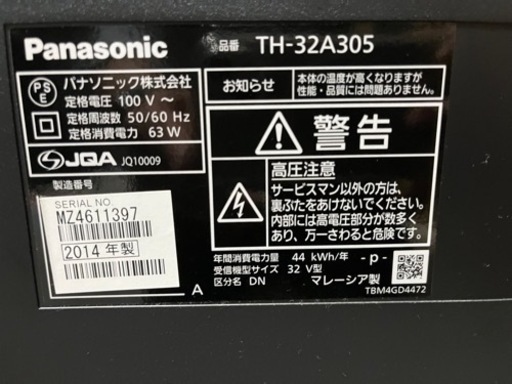 Panasonic 品番 TH-32A305
PS
E
パナソニック株式会社
定格電圧 100 V ～
定格周波数 50/60 Hz
定格消費電力 63 W
お知らせ
本体の温度が高くなりますが
性能・品質には問題ありません。
JQA JQ10009
警告
高圧注意
サービスマン以外の方は、
裏ぶたをあけないでください。
内部には高電圧部分が数多く
あり、万一さわると危険です。
製造番号
SERIAL NO.
MZ4611397
2014 年製
A
年間消費電力量 44 kWh/年
受信機型サイズ 32 V型
区分名 DN マレーシア製
-p-
TBM4GD4472